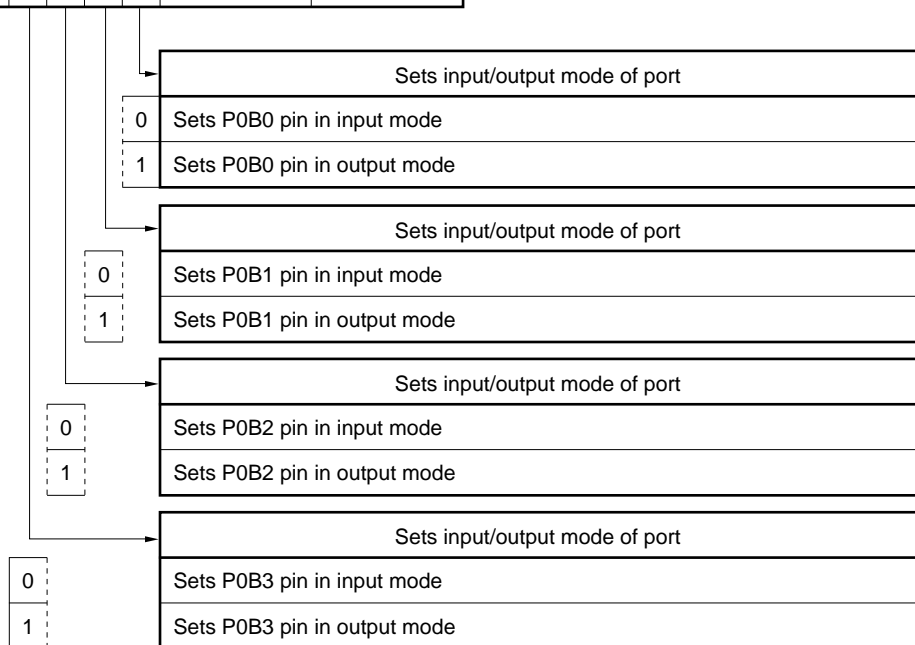 Sets input/output mode of port
0 Sets P0B0 pin in input mode
1 Sets P0B0 pin in output mode
Sets input/output mode of port
0 Sets P0B1 pin in input mode
1 Sets P0B1 pin in output mode
Sets input/output mode of port
0 Sets P0B2 pin in input mode
1 Sets P0B2 pin in output mode
Sets input/output mode of port
0 Sets P0B3 pin in input mode
1 Sets P0B3 pin in output mode